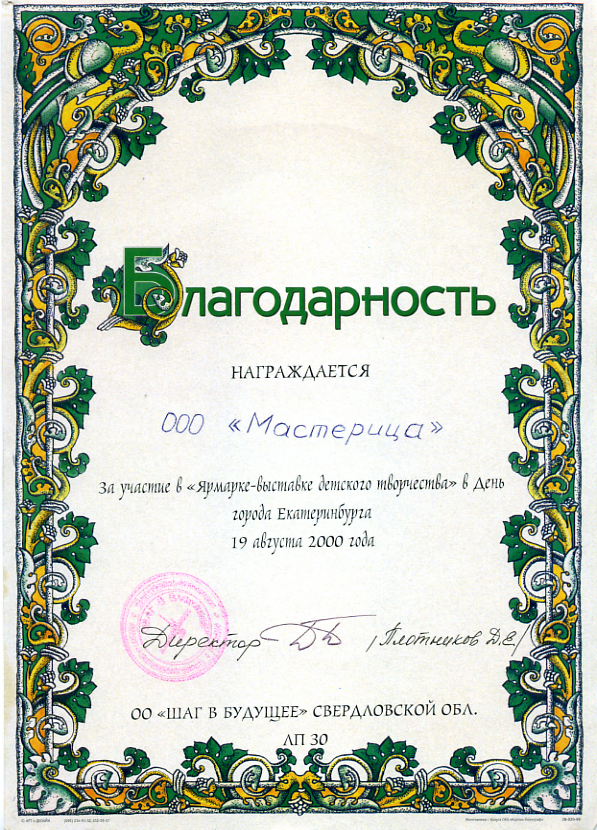 Благодарность
НАГРАЖДАЕТСЯ
ООО «Мастерица»
За участие в «Ярмарке-выставке детского творчества» в День
города Екатеринбурга
19 августа 2000 года
Директор /Плотников Д.Е./
ОО «ШАГ В БУДУЩЕЕ» СВЕРДЛОВСКОЙ ОБЛ.
ЛП 30